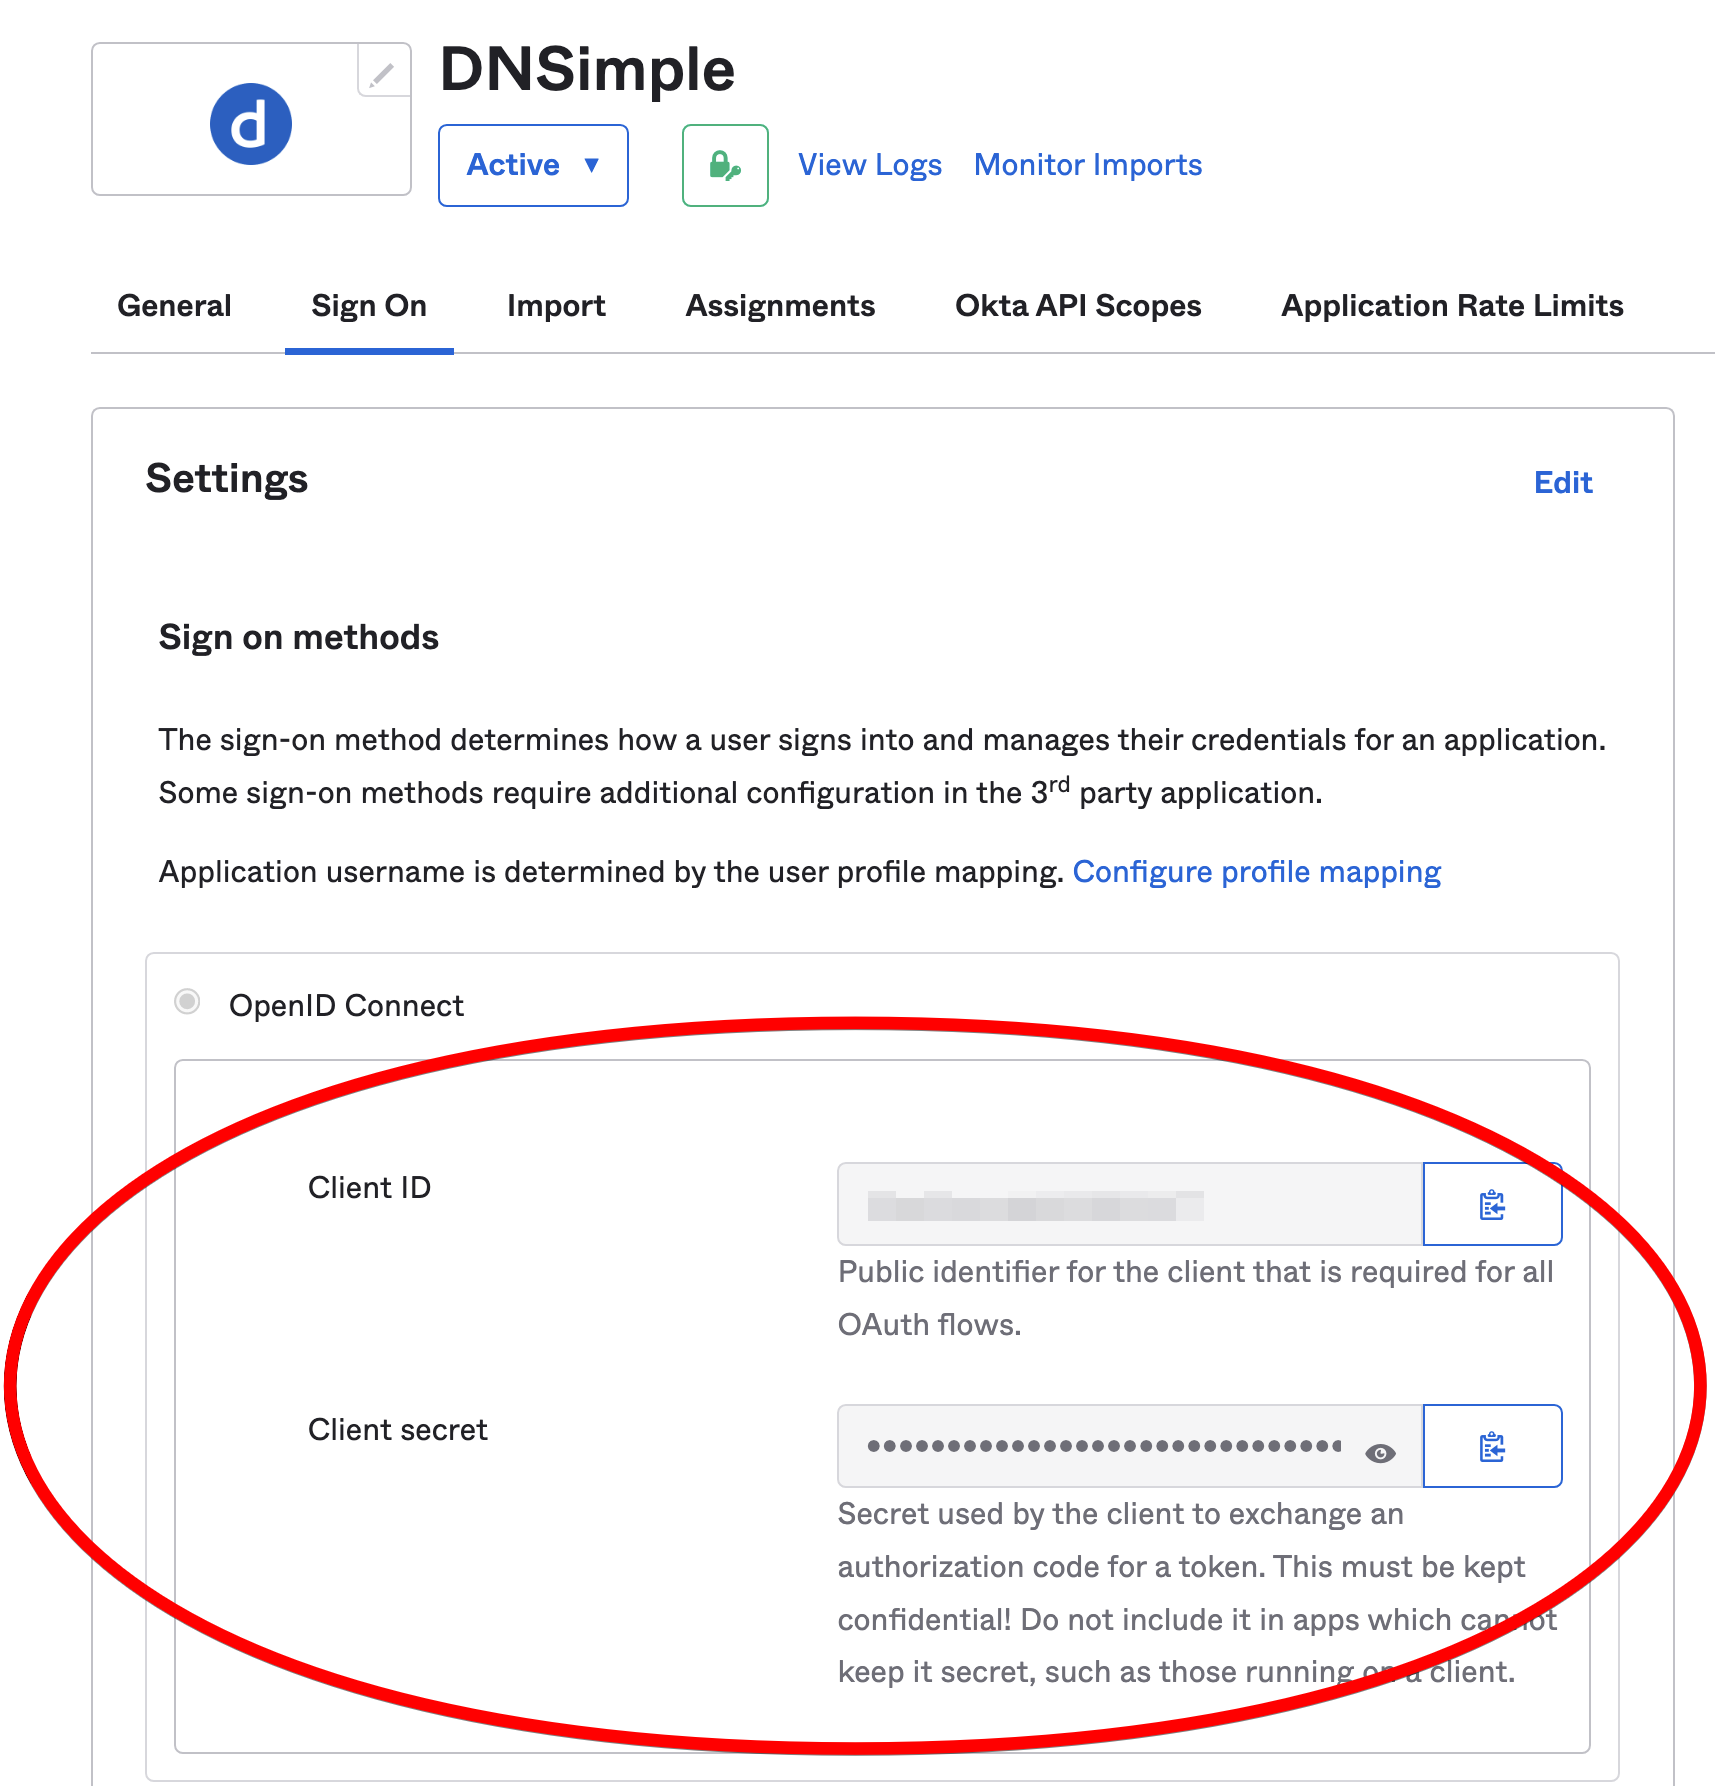 d
DNSimple
Active ▼
View Logs Monitor Imports
General Sign On Import Assignments Okta API Scopes Application Rate Limits
Settings
Edit
Sign on methods
The sign-on method determines how a user signs into and manages their credentials for an application.
Some sign-on methods require additional configuration in the 3rd party application.
Application username is determined by the user profile mapping. Configure profile mapping
OpenID Connect
Client ID
Public identifier for the client that is required for all
OAuth flows.
Client secret
••••••••••••••••••••••••••••••
Secret used by the client to exchange an
authorization code for a token. This must be kept
confidential! Do not include it in apps which cannot
keep it secret, such as those running on a client.